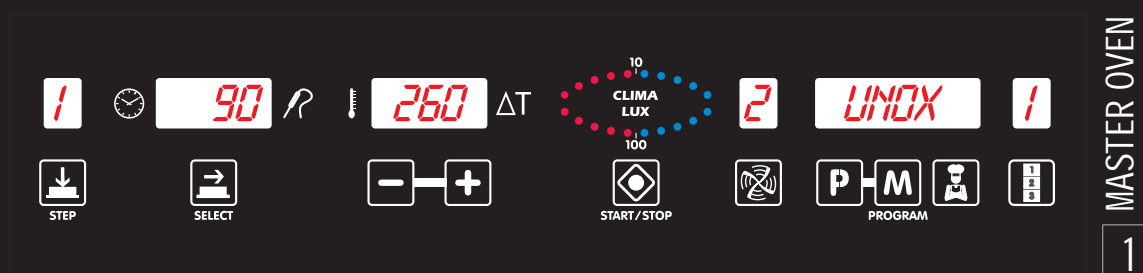 10
1 90 260 ΔT CLIMA 2 UNOX 1
LUX
100
P M 1
2
3
STEP SELECT START/STOP PROGRAM
MASTER OVEN
1